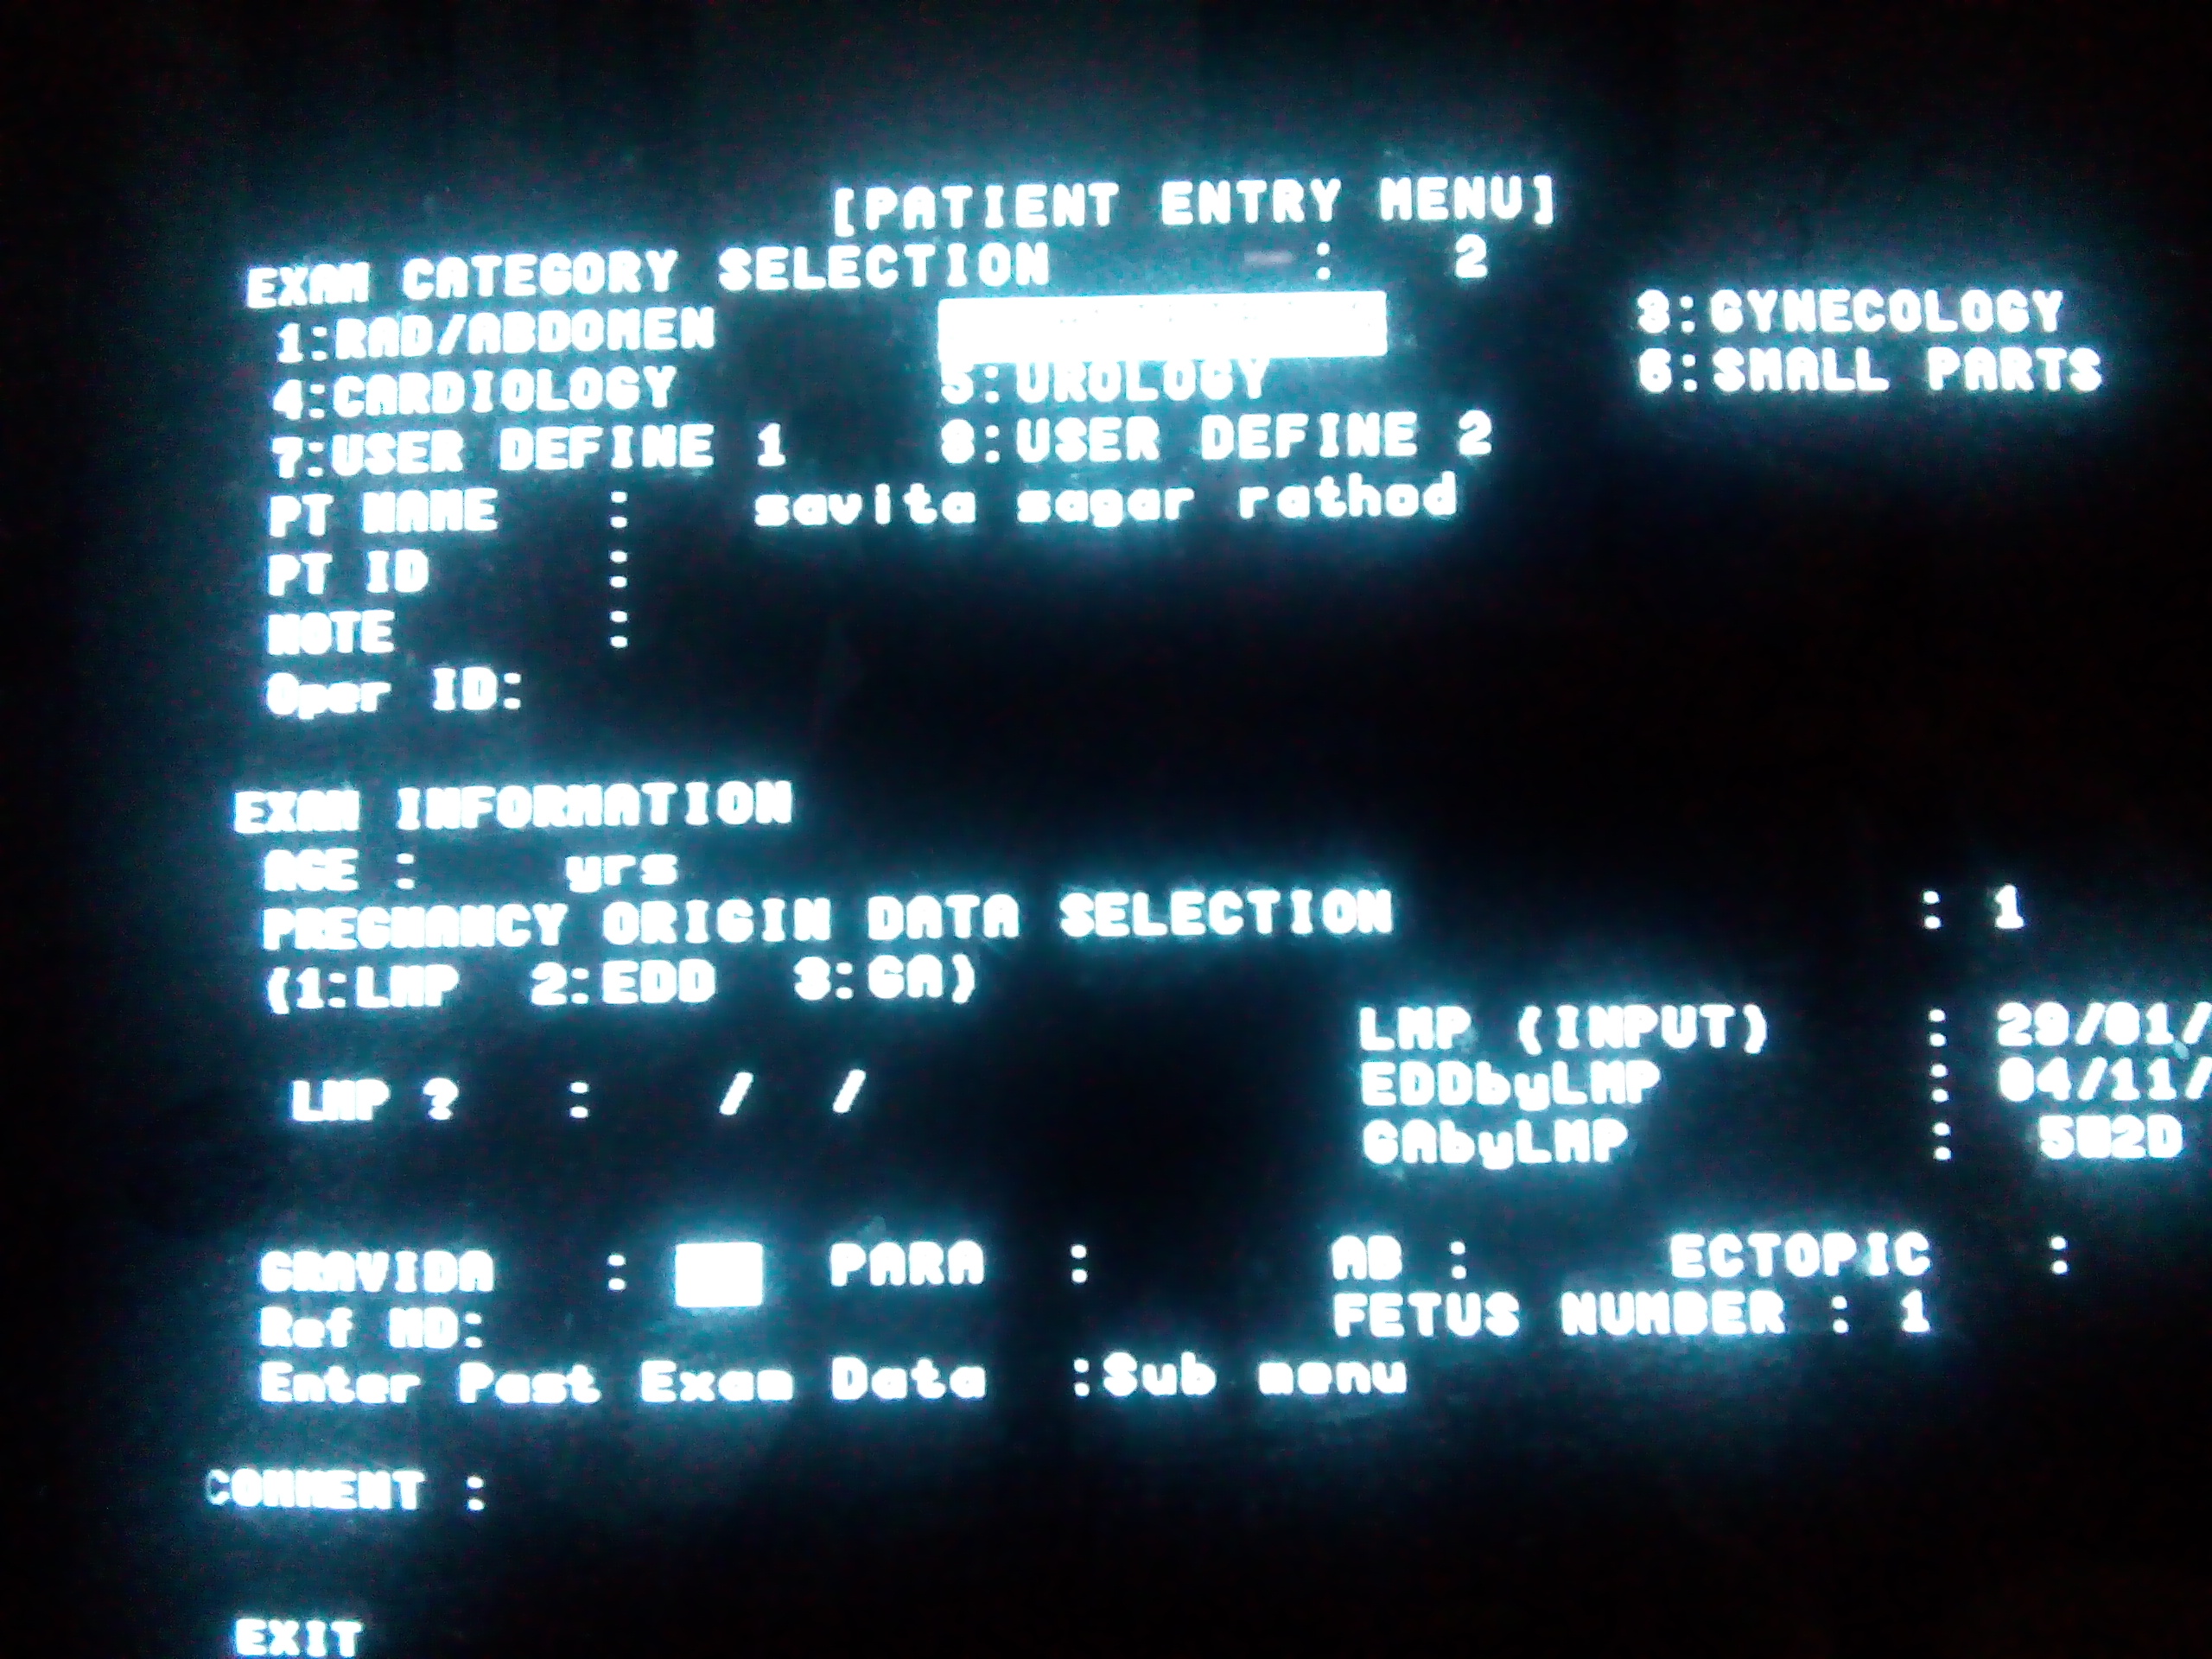 [PATIENT ENTRY MENU]
EXAM CATEGORY SELECTION : 2
1:RAD/ABDOMEN 3:GYNECOLOGY
4:CARDIOLOGY 5:UROLOGY 6:SMALL PARTS
7:USER DEFINE 1 8:USER DEFINE 2
PT NAME : savita sagar rathod
PT ID :
NOTE :
Oper ID:
EXAM INFORMATION
AGE : yrs
PREGNANCY ORIGIN DATA SELECTION : 1
(1:LMP 2:EDD 3:GA)
LMP (INPUT) : 29/01/
EDDbyLMP : 04/11/
LMP ? : / /
GAbyLMP : 5W2D
GRAVIDA : PARA : AB : ECTOPIC :
Ref MD: FETUS NUMBER : 1
Enter Past Exam Data :Sub menu
COMMENT :
EXIT